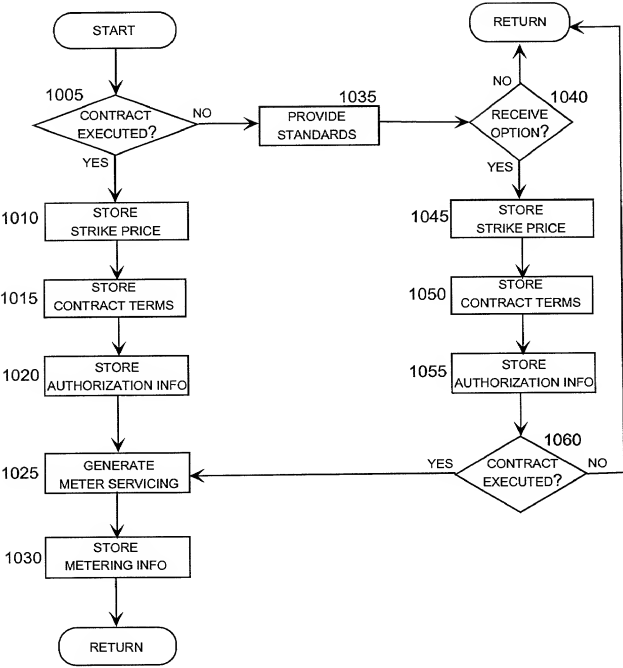 START
RETURN
1005
CONTRACT
EXECUTED?
NO
YES
1035
PROVIDE
STANDARDS
NO
1040
RECEIVE
OPTION?
YES
1010
STORE
STRIKE PRICE
1045
STORE
STRIKE PRICE
1015
STORE
CONTRACT TERMS
1050
STORE
CONTRACT TERMS
1020
STORE
AUTHORIZATION INFO
1055
STORE
AUTHORIZATION INFO
1025
GENERATE
METER SERVICING
YES
1060
CONTRACT
EXECUTED?
NO
1030
STORE
METERING INFO
RETURN